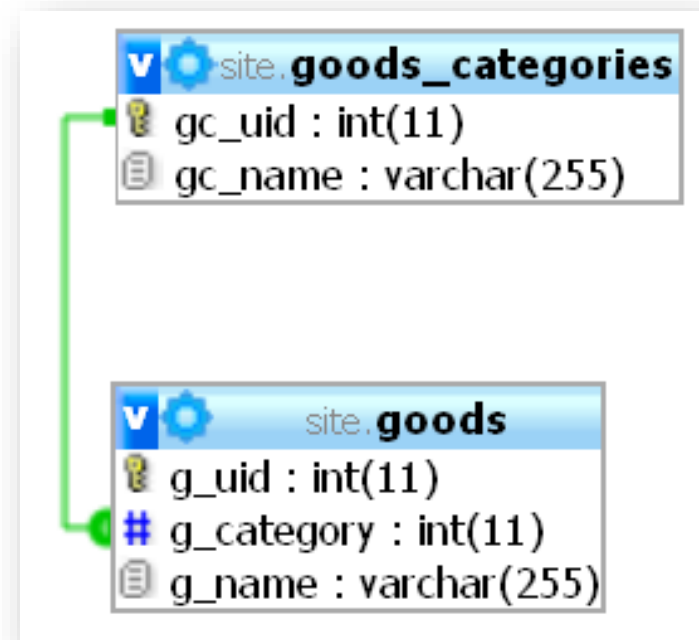 v site.goods_categories
gc_uid : int(11)
gc_name : varchar(255)
v site.goods
g_uid : int(11)
# g_category : int(11)
g_name : varchar(255)